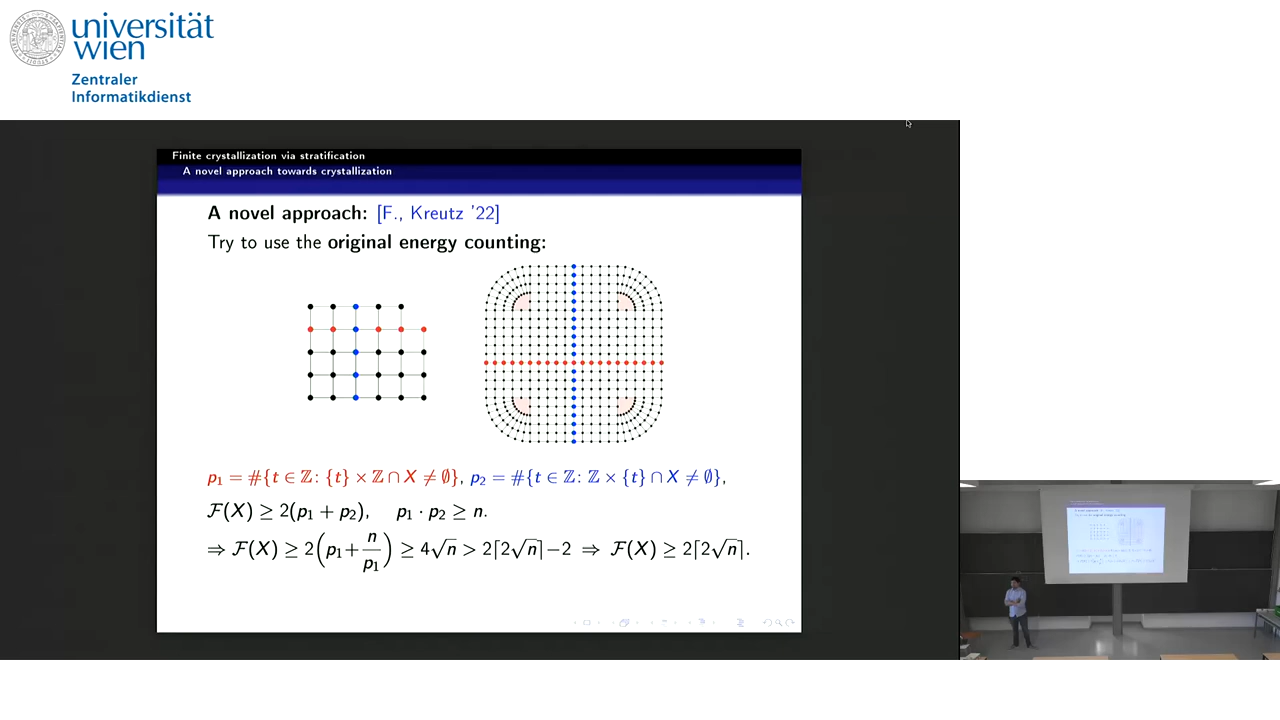 universität
wien
Zentraler
Informatikdienst
Finite crystallization via stratification
A novel approach towards crystallization
A novel approach: [F., Kreutz '22]
Try to use the original energy counting:
p₁ = #{t ∈ ℤ: {t} × ℤ ∩ X ≠ ∅}, p₂ = #{t ∈ ℤ: ℤ × {t} ∩ X ≠ ∅},
𝓕(X) ≥ 2(p₁ + p₂), p₁ · p₂ ≥ n.
⇒ 𝓕(X) ≥ 2(p₁ + n/p₁) ≥ 4√n > 2⌈2√n⌉ − 2 ⇒ 𝓕(X) ≥ 2⌈2√n⌉.